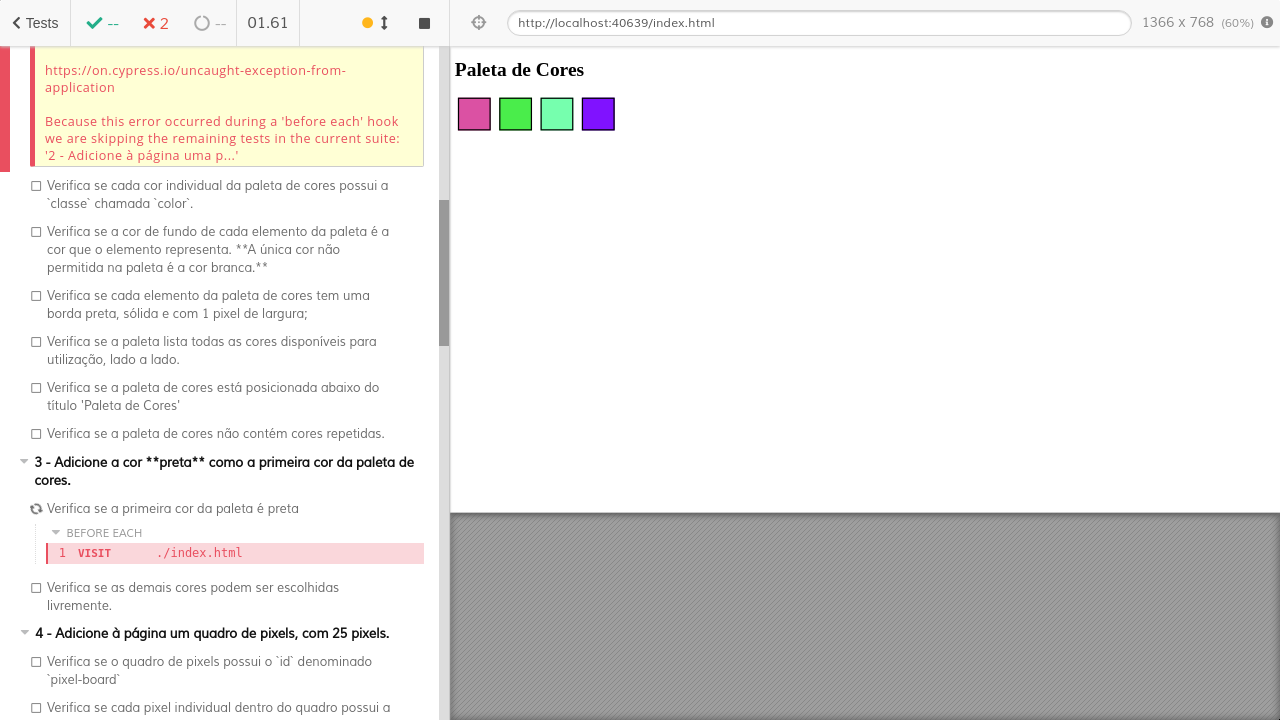 Tests
--
2
--
01.61
http://localhost:40639/index.html
1366 x 768 (60%)
https://on.cypress.io/uncaught-exception-from-
application
Because this error occurred during a 'before each' hook
we are skipping the remaining tests in the current suite:
'2 - Adicione à página uma p...'
Verifica se cada cor individual da paleta de cores possui a
`classe` chamada `color`.
Verifica se a cor de fundo de cada elemento da paleta é a
cor que o elemento representa. **A única cor não
permitida na paleta é a cor branca.**
Verifica se cada elemento da paleta de cores tem uma
borda preta, sólida e com 1 pixel de largura;
Verifica se a paleta lista todas as cores disponíveis para
utilização, lado a lado.
Verifica se a paleta de cores está posicionada abaixo do
título 'Paleta de Cores'
Verifica se a paleta de cores não contém cores repetidas.
3 - Adicione a cor **preta** como a primeira cor da paleta de
cores.
Verifica se a primeira cor da paleta é preta
BEFORE EACH
1 VISIT ./index.html
Verifica se as demais cores podem ser escolhidas
livremente.
4 - Adicione à página um quadro de pixels, com 25 pixels.
Verifica se o quadro de pixels possui o `id` denominado
`pixel-board`
Verifica se cada pixel individual dentro do quadro possui a
Paleta de Cores